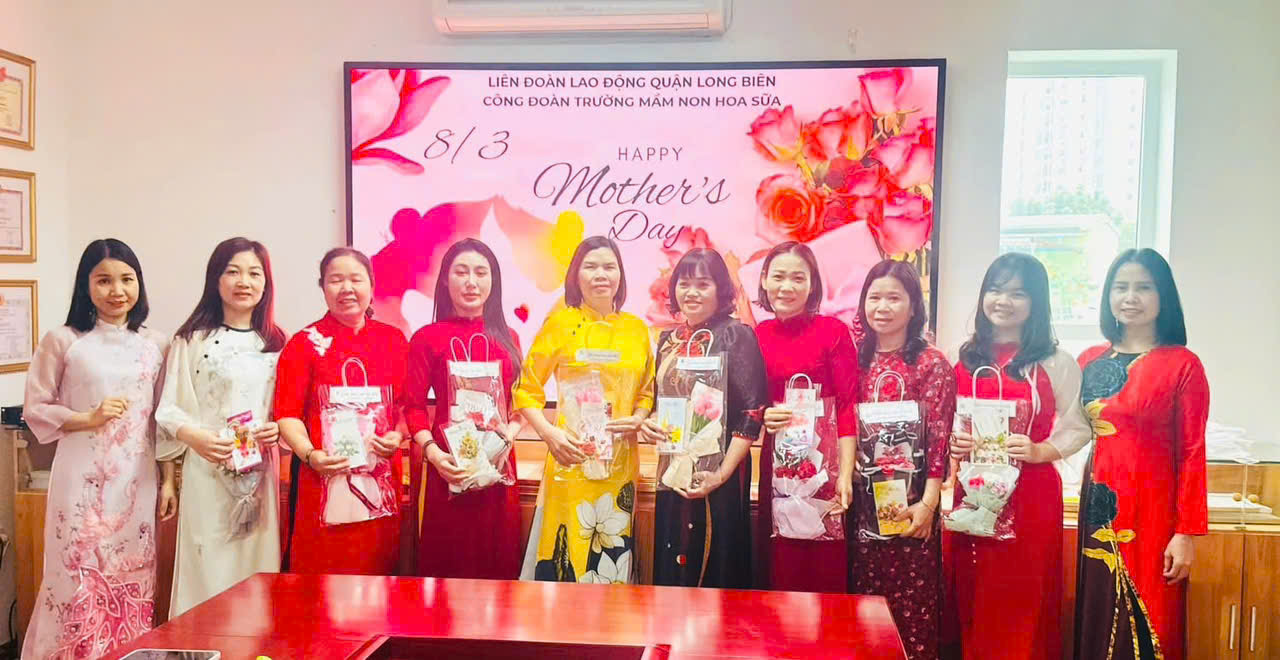 LIÊN ĐOÀN LAO ĐỘNG QUẬN LONG BIÊN
CÔNG ĐOÀN TRƯỜNG MẦM NON HOA SỮA
8/3
HAPPY
Mother's
Day